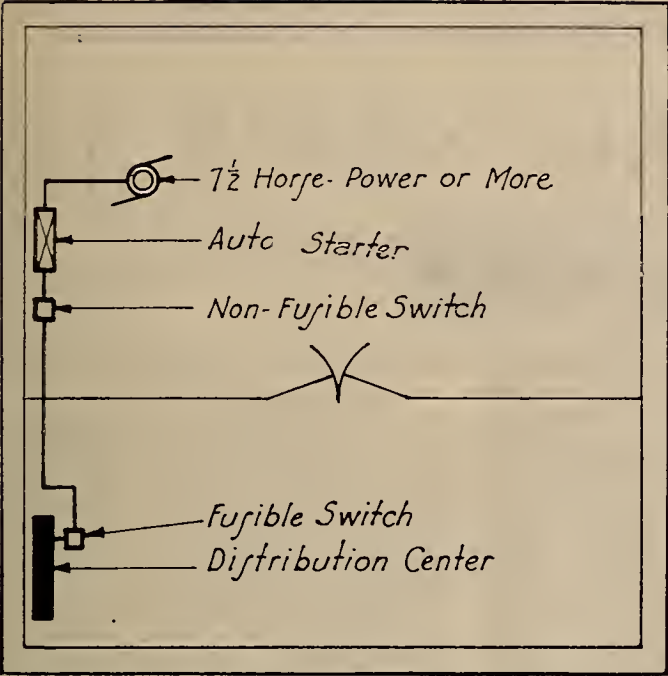 7½ Horse-Power or More
Auto Starter
Non-Fusible Switch
Fusible Switch
Distribution Center